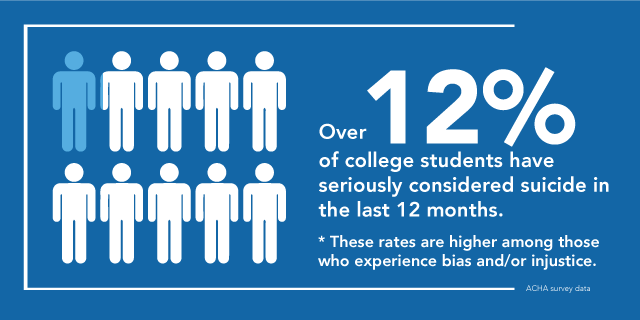 Over 12%
of college students have
seriously considered suicide in
the last 12 months.
* These rates are higher among those
who experience bias and/or injustice.
ACHA survey data